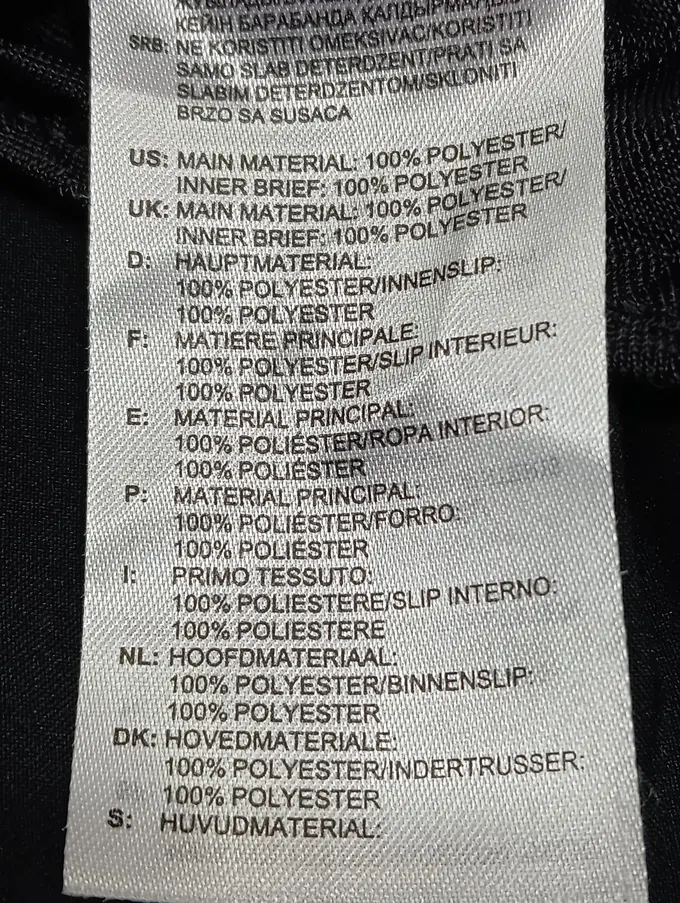 КЕЙІН БАРАБАНДА ҚАЛДЫРМАҢЫЗ
SRB: NE KORISTITI OMEKSIVAC/KORISTITI
SAMO SLAB DETERDZENT/PRATI SA
SLABIM DETERDZENTOM/SKLONITI
BRZO SA SUSACA
US: MAIN MATERIAL: 100% POLYESTER/
INNER BRIEF: 100% POLYESTER
UK: MAIN MATERIAL: 100% POLYESTER/
INNER BRIEF: 100% POLYESTER
D: HAUPTMATERIAL:
100% POLYESTER/INNENSLIP:
100% POLYESTER
F: MATIERE PRINCIPALE:
100% POLYESTER/SLIP INTERIEUR:
100% POLYESTER
E: MATERIAL PRINCIPAL:
100% POLIÉSTER/ROPA INTERIOR:
100% POLIÉSTER
P: MATERIAL PRINCIPAL:
100% POLIÉSTER/FORRO:
100% POLIÉSTER
I: PRIMO TESSUTO:
100% POLIESTERE/SLIP INTERNO:
100% POLIESTERE
NL: HOOFDMATERIAAL:
100% POLYESTER/BINNENSLIP:
100% POLYESTER
DK: HOVEDMATERIALE:
100% POLYESTER/INDERTRUSSER:
100% POLYESTER
S: HUVUDMATERIAL: